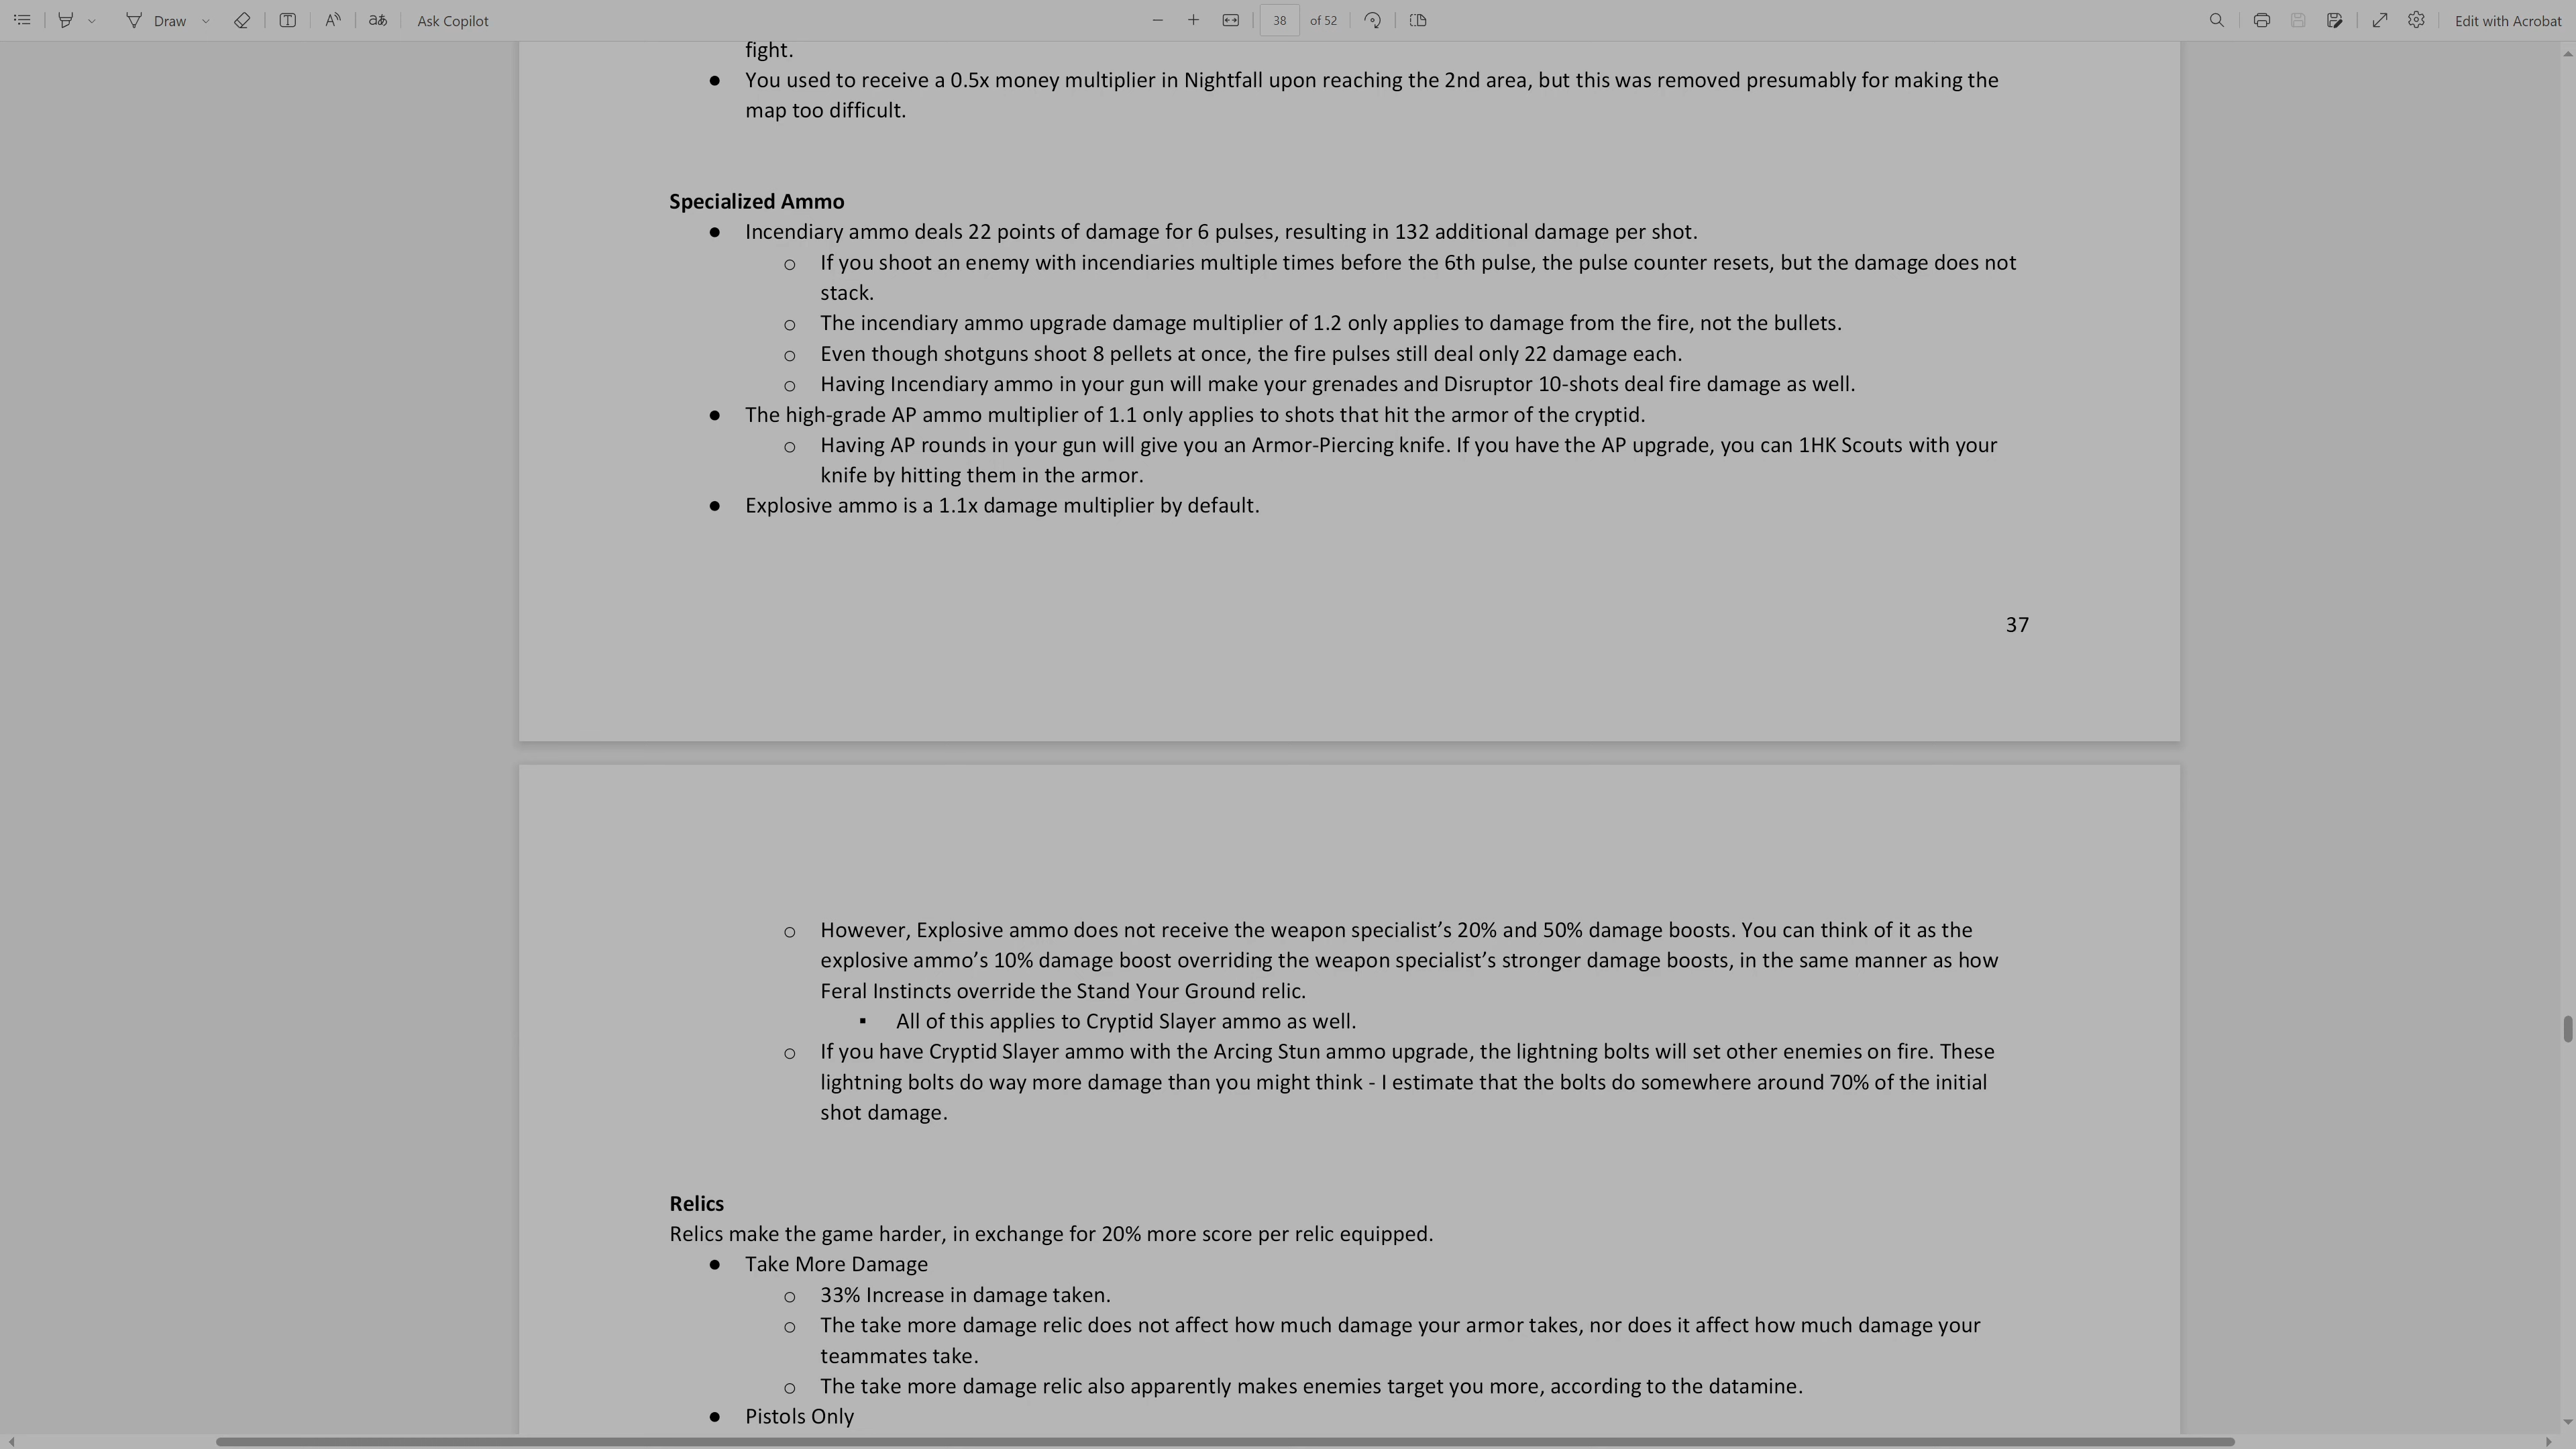 Draw
Ask Copilot
38 of 52
Edit with Acrobat
fight.
● You used to receive a 0.5x money multiplier in Nightfall upon reaching the 2nd area, but this was removed presumably for making the
map too difficult.
Specialized Ammo
● Incendiary ammo deals 22 points of damage for 6 pulses, resulting in 132 additional damage per shot.
○ If you shoot an enemy with incendiaries multiple times before the 6th pulse, the pulse counter resets, but the damage does not
stack.
○ The incendiary ammo upgrade damage multiplier of 1.2 only applies to damage from the fire, not the bullets.
○ Even though shotguns shoot 8 pellets at once, the fire pulses still deal only 22 damage each.
○ Having Incendiary ammo in your gun will make your grenades and Disruptor 10-shots deal fire damage as well.
● The high-grade AP ammo multiplier of 1.1 only applies to shots that hit the armor of the cryptid.
○ Having AP rounds in your gun will give you an Armor-Piercing knife. If you have the AP upgrade, you can 1HK Scouts with your
knife by hitting them in the armor.
● Explosive ammo is a 1.1x damage multiplier by default.
37
○ However, Explosive ammo does not receive the weapon specialist’s 20% and 50% damage boosts. You can think of it as the
explosive ammo’s 10% damage boost overriding the weapon specialist’s stronger damage boosts, in the same manner as how
Feral Instincts override the Stand Your Ground relic.
▪ All of this applies to Cryptid Slayer ammo as well.
○ If you have Cryptid Slayer ammo with the Arcing Stun ammo upgrade, the lightning bolts will set other enemies on fire. These
lightning bolts do way more damage than you might think - I estimate that the bolts do somewhere around 70% of the initial
shot damage.
Relics
Relics make the game harder, in exchange for 20% more score per relic equipped.
● Take More Damage
○ 33% Increase in damage taken.
○ The take more damage relic does not affect how much damage your armor takes, nor does it affect how much damage your
teammates take.
○ The take more damage relic also apparently makes enemies target you more, according to the datamine.
● Pistols Only